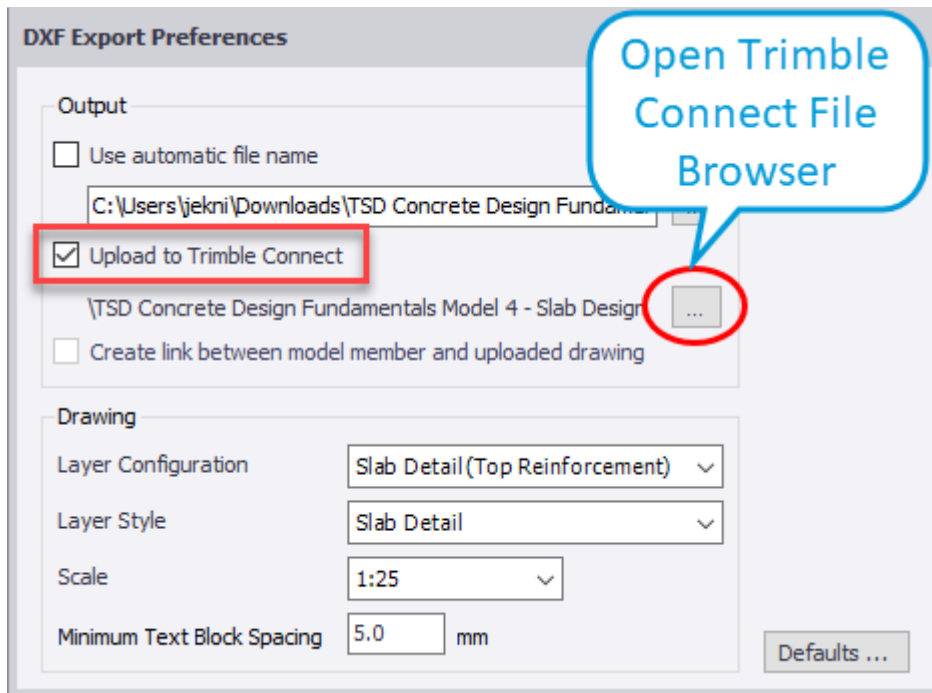 DXF Export Preferences
Open Trimble
Connect File
Browser
Output
Use automatic file name
C:\Users\jekni\Downloads\TSD Concrete Design
Upload to Trimble Connect
\TSD Concrete Design Fundamentals Model 4 - Slab Design
...
Create link between model member and uploaded drawing
Drawing
Layer Configuration Slab Detail(Top Reinforcement)
Layer Style Slab Detail
Scale 1:25
Minimum Text Block Spacing 5.0 mm
Defaults ...